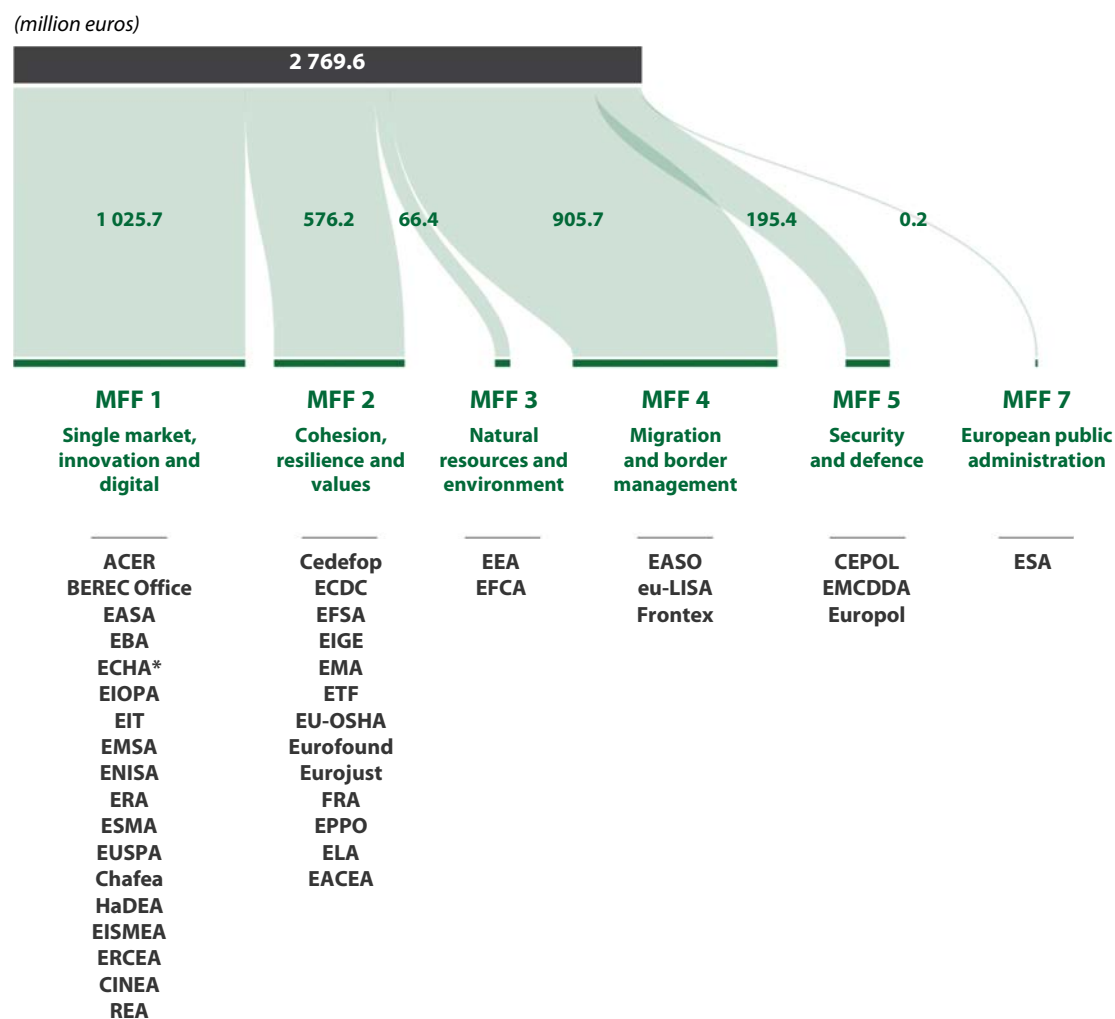 (million euros)
2 769.6
1 025.7
576.2
66.4
905.7
195.4
0.2
MFF 1
Single market,
innovation and
digital
ACER
BEREC Office
EASA
EBA
ECHA*
EIOPA
EIT
EMSA
ENISA
ERA
ESMA
EUSPA
Chafea
HaDEA
EISMEA
ERCEA
CINEA
REA
MFF 2
Cohesion,
resilience and
values
Cedefop
ECDC
EFSA
EIGE
EMA
ETF
EU-OSHA
Eurofound
Eurojust
FRA
EPPO
ELA
EACEA
MFF 3
Natural
resources and
environment
EEA
EFCA
MFF 4
Migration
and border
management
EASO
eu-LISA
Frontex
MFF 5
Security
and defence
CEPOL
EMCDDA
Europol
MFF 7
European public
administration
ESA